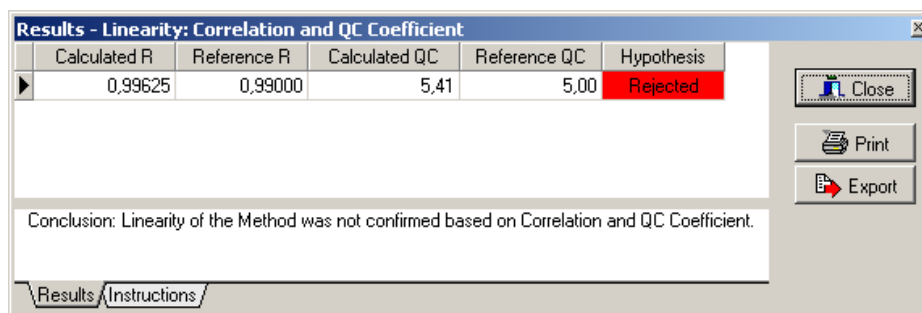 Results - Linearity: Correlation and QC Coefficient
Calculated R Reference R Calculated QC Reference QC Hypothesis
0,99625 0,99000 5,41 5,00 Rejected
Close
Print
Export
Conclusion: Linearity of the Method was not confirmed based on Correlation and QC Coefficient.
Results Instructions